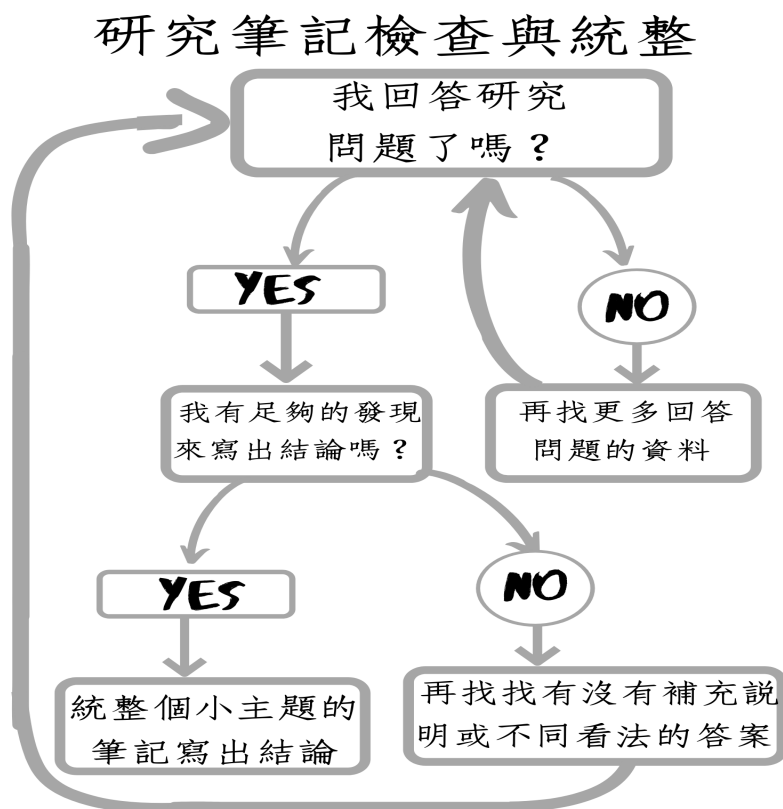 研究筆記檢查與統整
我回答研究
問題了嗎？
YES
NO
我有足夠的發現
來寫出結論嗎？
再找更多回答
問題的資料
YES
NO
統整個小主題的
筆記寫出結論
再找找有沒有補充說
明或不同看法的答案